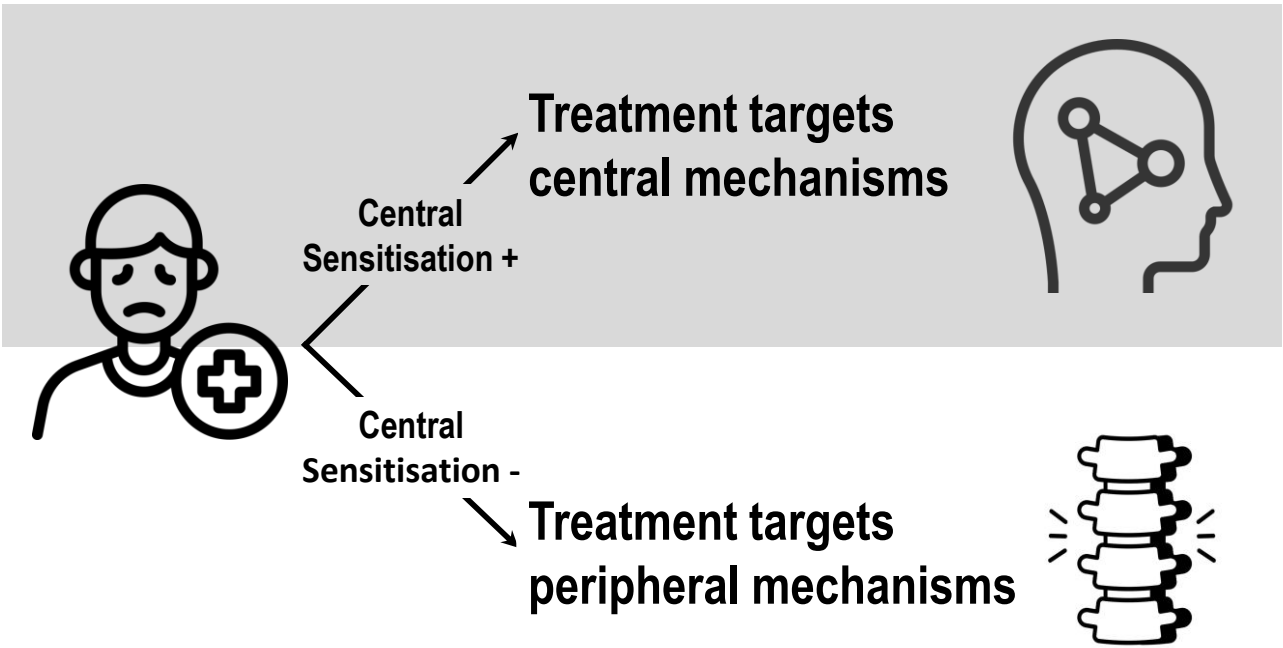 Treatment targets
central mechanisms
Central
Sensitisation +
Central
Sensitisation -
Treatment targets
peripheral mechanisms